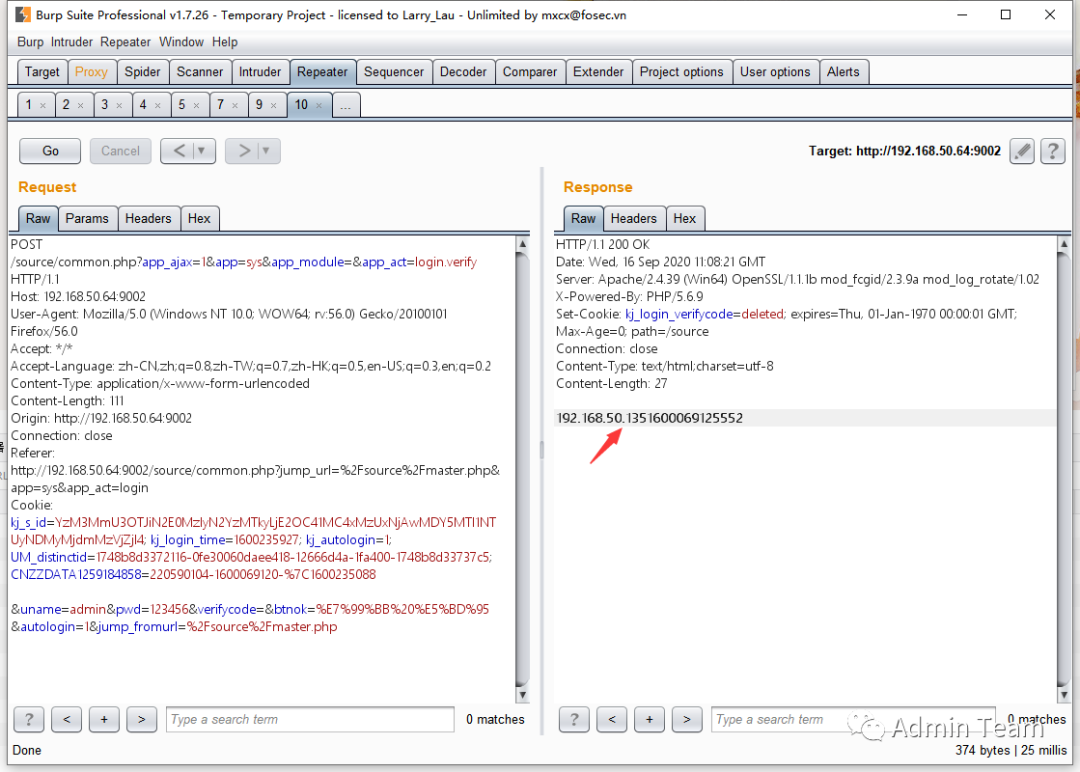 Burp Suite Professional v1.7.26 - Temporary Project - licensed to Larry_Lau - Unlimited by mxcx@fosec.vn
Burp Intruder Repeater Window Help
Target Proxy Spider Scanner Intruder Repeater Sequencer Decoder Comparer Extender Project options User options Alerts
1 × 2 × 3 × 4 × 5 × 7 × 9 × 10 × ...
Go Cancel < ▼ > ▼ Target: http://192.168.50.64:9002 ?
Request
Raw Params Headers Hex
POST
/source/common.php?app_ajax=1&app=sys&app_module=&app_act=login.verify
HTTP/1.1
Host: 192.168.50.64:9002
User-Agent: Mozilla/5.0 (Windows NT 10.0; WOW64; rv:56.0) Gecko/20100101
Firefox/56.0
Accept: */*
Accept-Language: zh-CN,zh;q=0.8,zh-TW;q=0.7,zh-HK;q=0.5,en-US;q=0.3,en;q=0.2
Content-Type: application/x-www-form-urlencoded
Content-Length: 111
Origin: http://192.168.50.64:9002
Connection: close
Referer:
http://192.168.50.64:9002/source/common.php?jump_url=%2Fsource%2Fmaster.php&
app=sys&app_act=login
Cookie:
kj_s_id=YzM3MmU3OTJiN2E0MzIyN2YzMTkyLjE2OC41MC4xMzUxNjAwMDY5MTI1NT
UyNDMyMjdmMzVjZjI4; kj_login_time=1600235927; kj_autologin=1;
UM_distinctid=1748b8d3372116-0fe30060daee418-12666d4a-1fa400-1748b8d33737c5;
CNZZDATA1259184858=220590104-1600069120-%7C1600235088
&uname=admin&pwd=123456&verifycode=&btnok=%E7%99%BB%20%E5%BD%95
&autologin=1&jump_fromurl=%2Fsource%2Fmaster.php
? < + > Type a search term 0 matches
Response
Raw Headers Hex
HTTP/1.1 200 OK
Date: Wed, 16 Sep 2020 11:08:21 GMT
Server: Apache/2.4.39 (Win64) OpenSSL/1.1.1b mod_fcgid/2.3.9a mod_log_rotate/1.02
X-Powered-By: PHP/5.6.9
Set-Cookie: kj_login_verifycode=deleted; expires=Thu, 01-Jan-1970 00:00:01 GMT;
Max-Age=0; path=/source
Connection: close
Content-Type: text/html;charset=utf-8
Content-Length: 27
192.168.50.1351600069125552
? < + > Type a search term 0 matches
Admin Team
Done
374 bytes | 25 millis